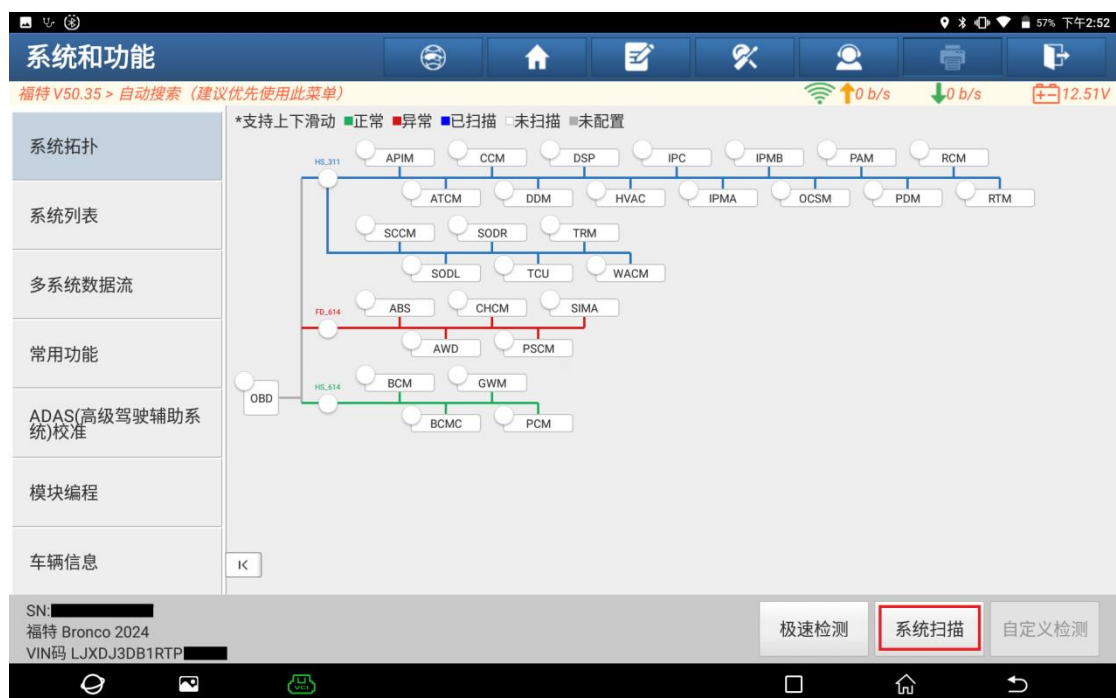 57% 下午2:52
系统和功能
福特 V50.35 > 自动搜索（建议优先使用此菜单）
0 b/s
0 b/s
12.51V
系统拓扑
系统列表
多系统数据流
常用功能
ADAS(高级驾驶辅助系
统)校准
模块编程
车辆信息
*支持上下滑动 正常 异常 已扫描 未扫描 未配置
HS_311
APIM CCM DSP IPC IPMB PAM RCM
ATCM DDM HVAC IPMA OCSM PDM RTM
SCCM SODR TRM
SODL TCU WACM
FD_614
ABS CHCM SIMA
AWD PSCM
OBD
HS_614
BCM GWM
BCMC PCM
SN:
福特 Bronco 2024
VIN码 LJXDJ3DB1RTP
极速检测
系统扫描
自定义检测
VCI